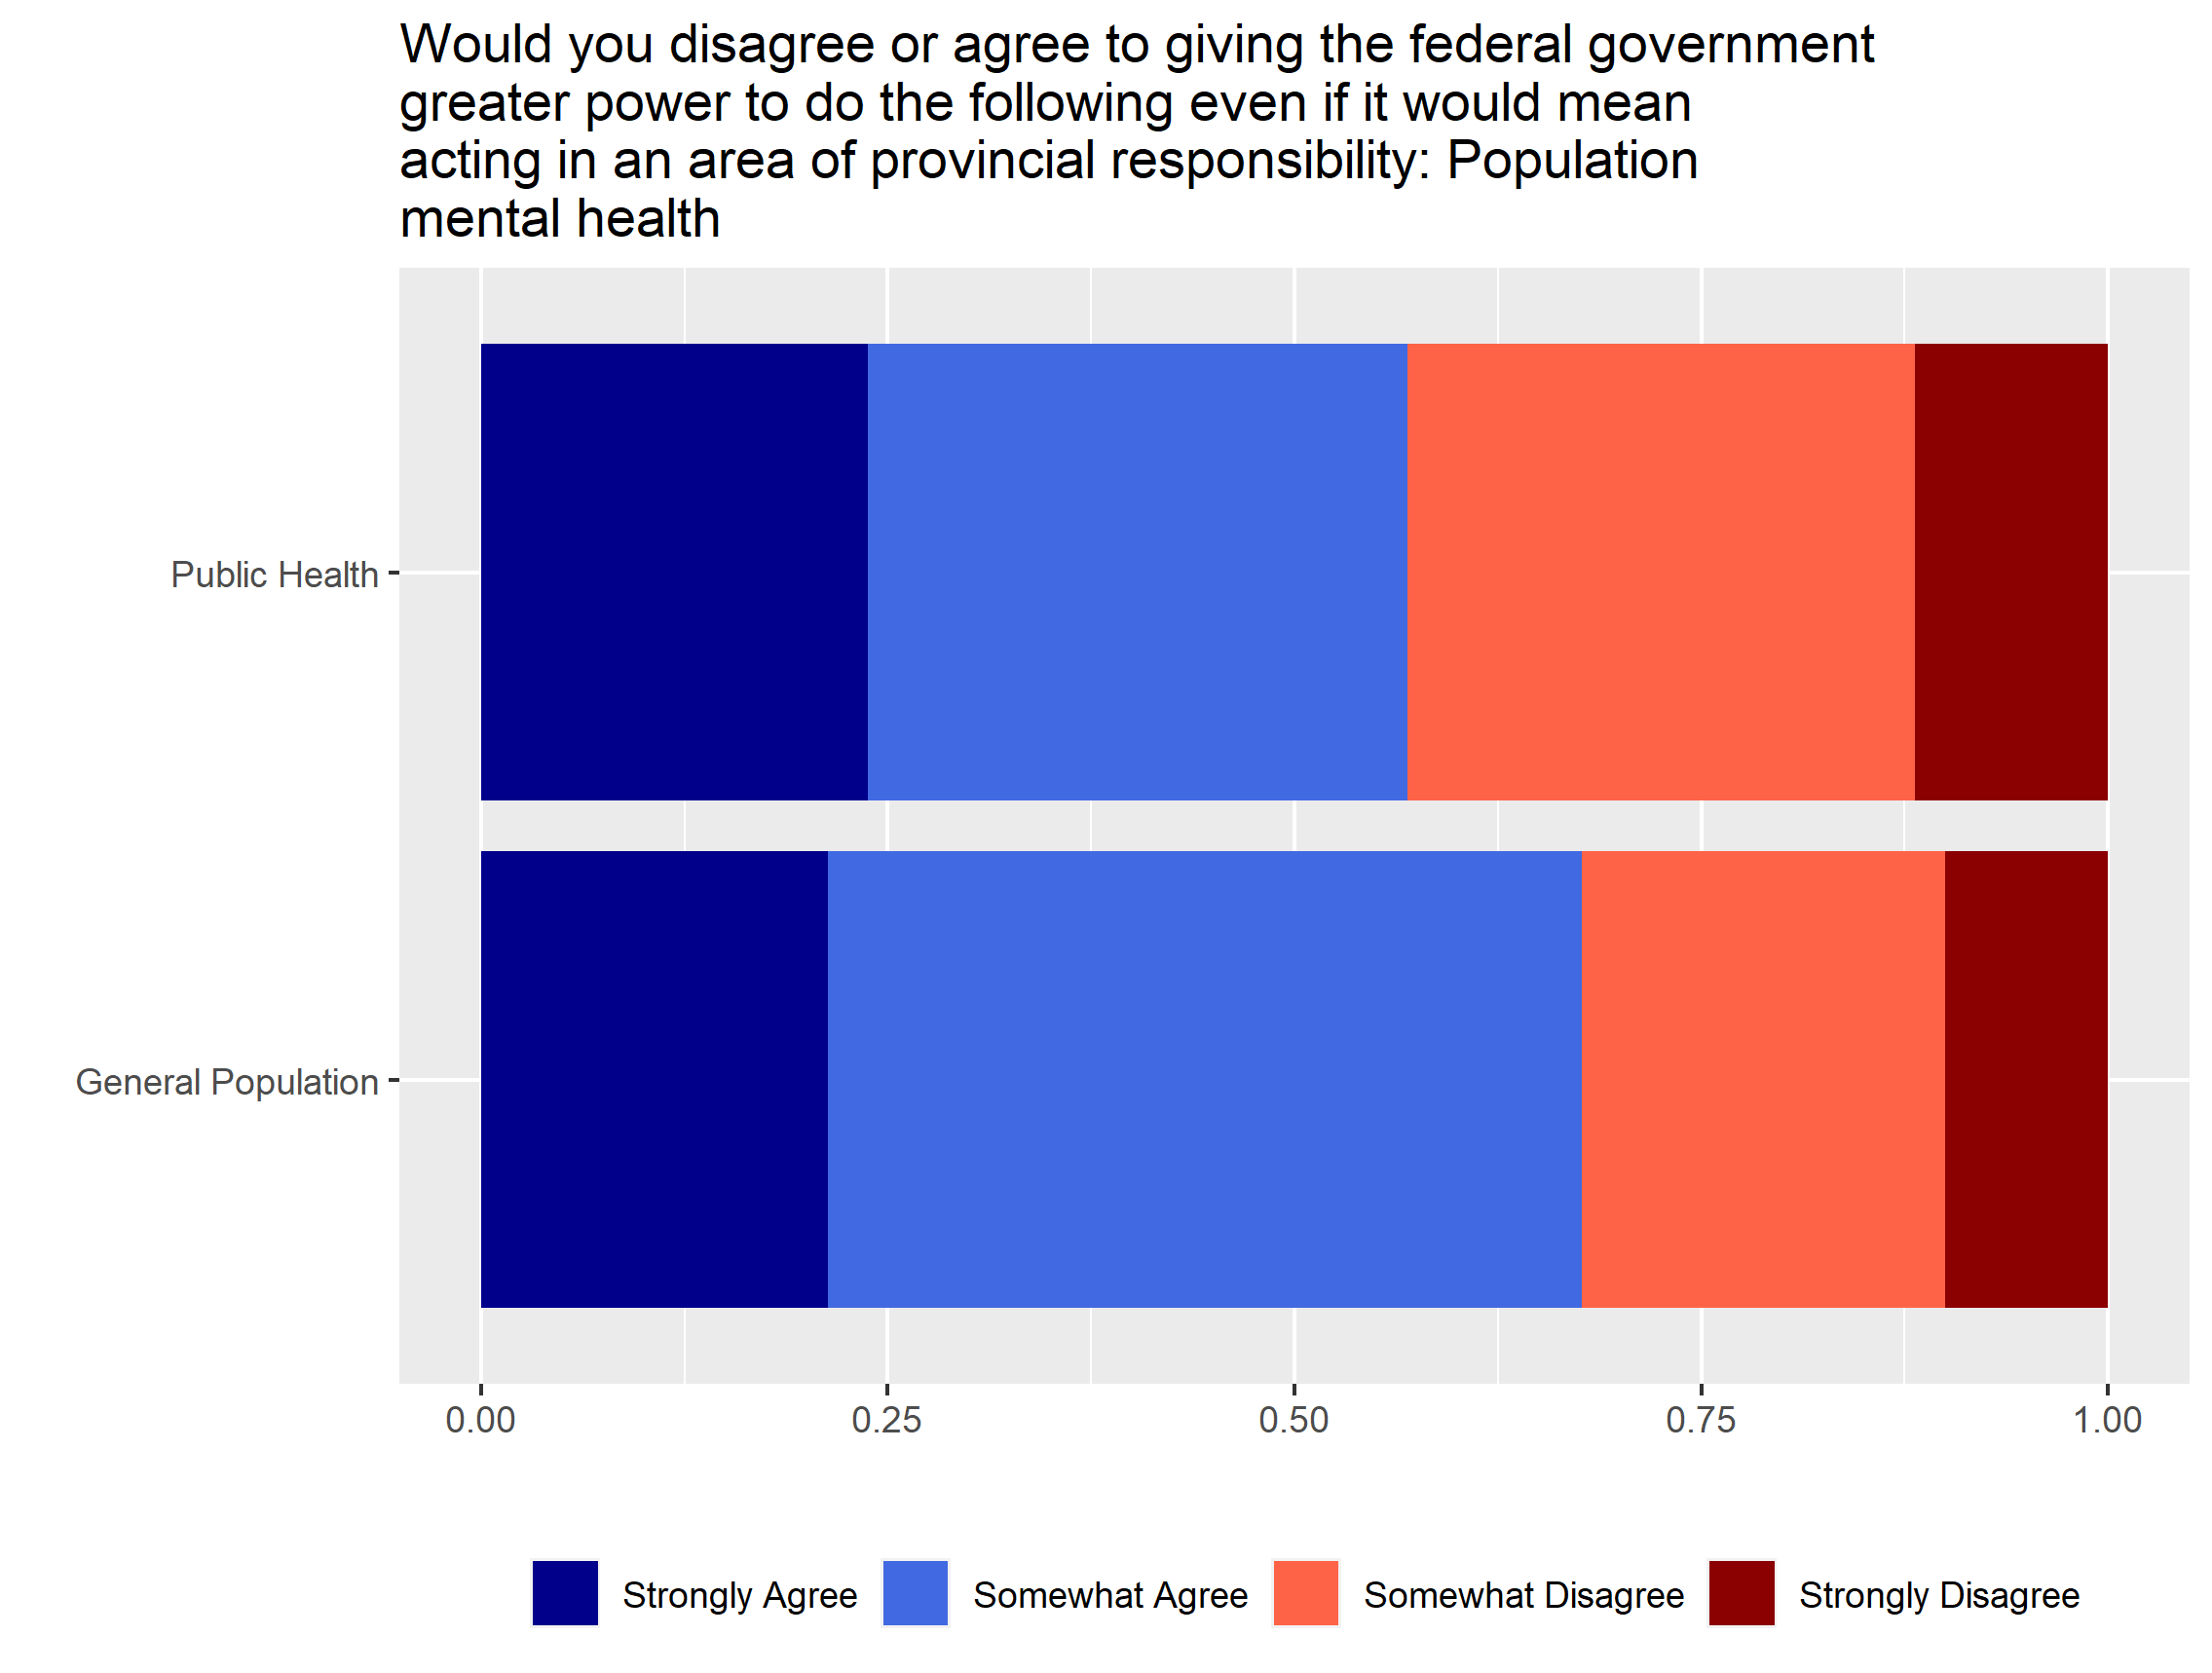 Would you disagree or agree to giving the federal government
greater power to do the following even if it would mean
acting in an area of provincial responsibility: Population
mental health
Public Health
General Population
0.00 0.25 0.50 0.75 1.00
Strongly Agree Somewhat Agree Somewhat Disagree Strongly Disagree